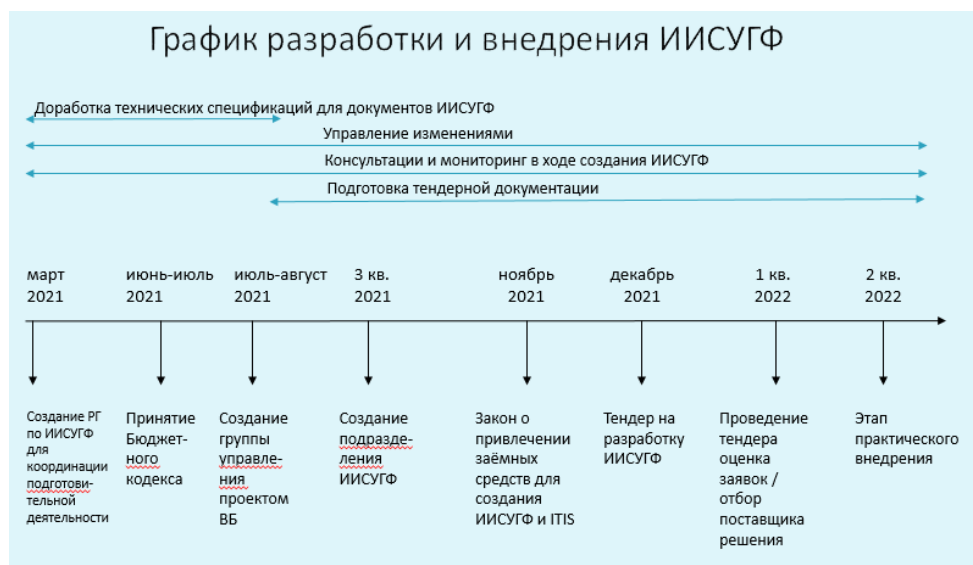 График разработки и внедрения ИИСУГФ
Доработка технических спецификаций для документов ИИСУГФ
Управление изменениями
Консультации и мониторинг в ходе создания ИИСУГФ
Подготовка тендерной документации
март
2021
июнь-июль
2021
июль-август
2021
3 кв.
2021
ноябрь
2021
декабрь
2021
1 кв.
2022
2 кв.
2022
Создание РГ
по ИИСУГФ
для
координации
подготови-
тельной
деятельности
Принятие
Бюджет-
ного
кодекса
Создание
группы
управле-
ния
проектом
ВБ
Создание
подразде-
ления
ИИСУГФ
Закон о
привлечении
заёмных
средств для
создания
ИИСУГФ и ITIS
Тендер на
разработку
ИИСУГФ
Проведение
тендера
оценка
заявок /
отбор
поставщика
решения
Этап
практического
внедрения